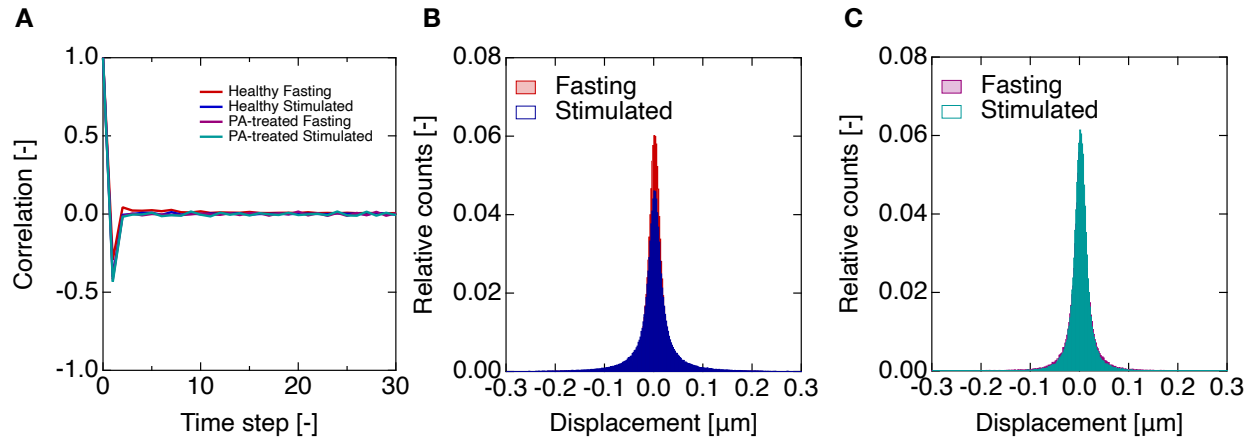 A
Correlation [-]
1.0
0.5
0.0
-0.5
-1.0
Healthy Fasting
Healthy Stimulated
PA-treated Fasting
PA-treated Stimulated
0 10 20 30
Time step [-]
B
Relative counts [-]
0.08
0.06
0.04
0.02
0.00
Fasting
Stimulated
-0.3 -0.2 -0.1 0.0 0.1 0.2 0.3
Displacement [µm]
C
Relative counts [-]
0.08
0.06
0.04
0.02
0.00
Fasting
Stimulated
-0.3 -0.2 -0.1 0.0 0.1 0.2 0.3
Displacement [µm]